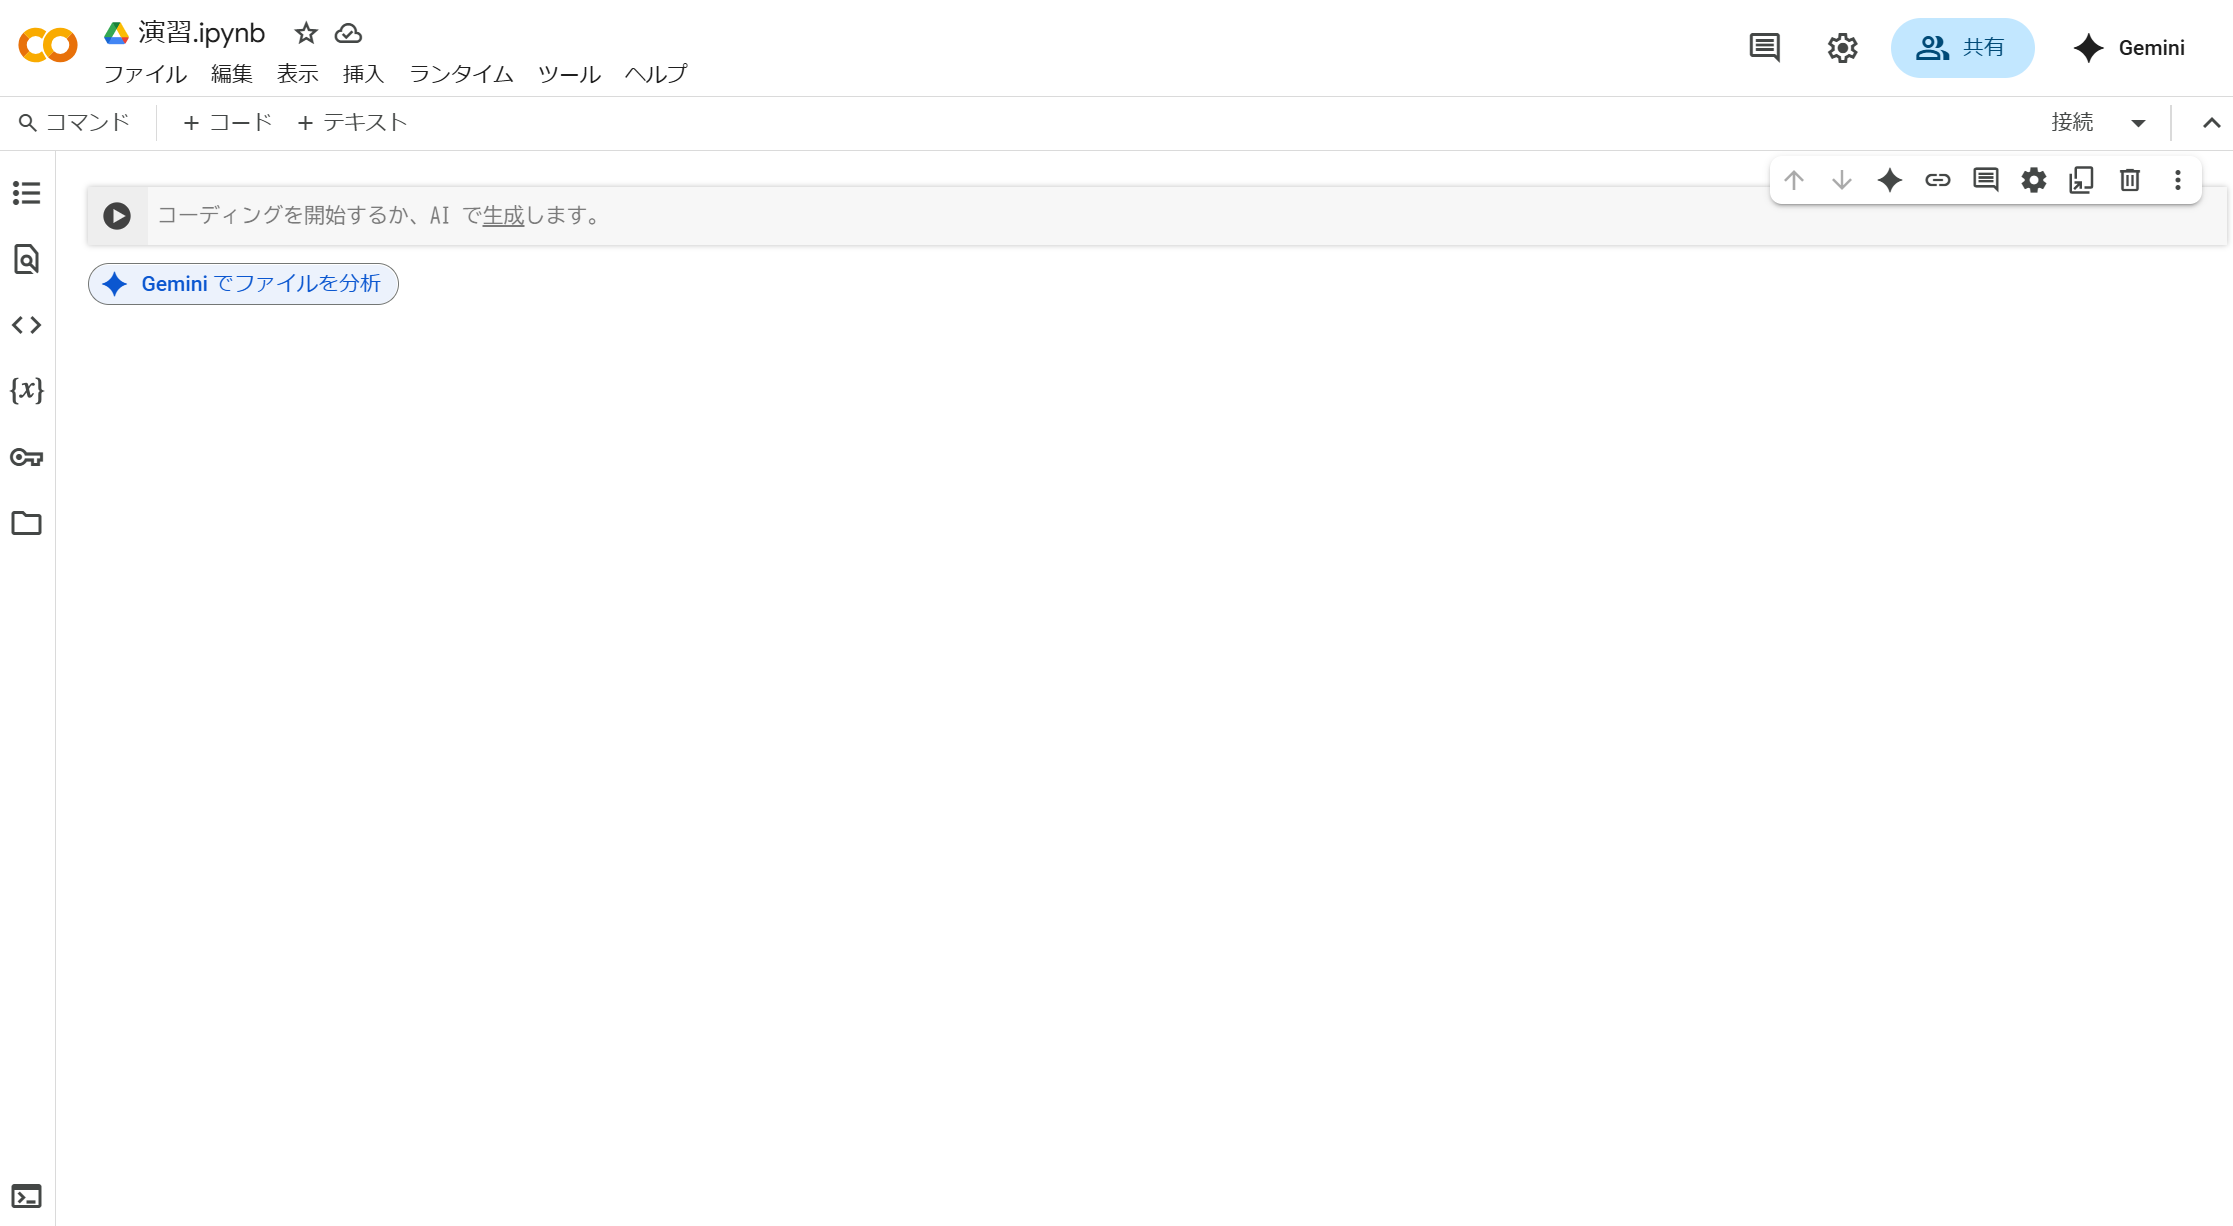 演習.ipynb
ファイル 編集 表示 挿入 ランタイム ツール ヘルプ
共有
Gemini
コマンド + コード + テキスト
接続
コーディングを開始するか、AI で生成します。
Gemini でファイルを分析